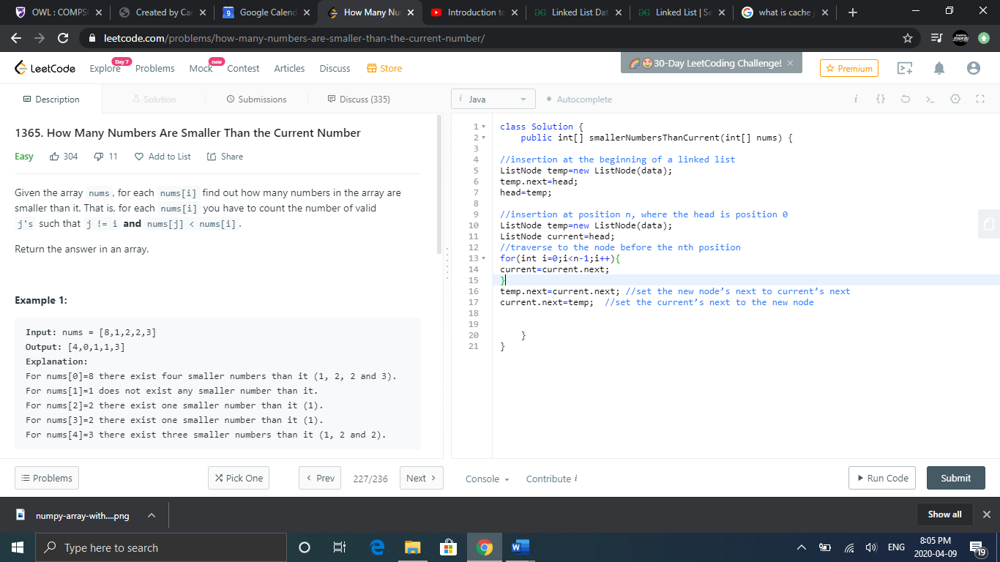 OWL : COMPS
Created by Ca
Google Calend
How Many Nu
Introduction to
Linked List Dat
Linked List | Se
what is cache
leetcode.com/problems/how-many-numbers-are-smaller-than-the-current-number/
LeetCode
Explore
Day 7
Problems
Mock
new
Contest
Articles
Discuss
Store
30-Day LeetCoding Challenge!
Premium
Description
Solution
Submissions
Discuss (335)
i Java
Autocomplete
1365. How Many Numbers Are Smaller Than the Current Number
Easy
304
11
Add to List
Share
Given the array nums, for each nums[i] find out how many numbers in the array are
smaller than it. That is, for each nums[i] you have to count the number of valid
j's such that j != i and nums[j] < nums[i].
Return the answer in an array.
Example 1:
Input: nums = [8,1,2,2,3]
Output: [4,0,1,1,3]
Explanation:
For nums[0]=8 there exist four smaller numbers than it (1, 2, 2 and 3).
For nums[1]=1 does not exist any smaller number than it.
For nums[2]=2 there exist one smaller number than it (1).
For nums[3]=2 there exist one smaller number than it (1).
For nums[4]=3 there exist three smaller numbers than it (1, 2 and 2).
1 class Solution {
2 public int[] smallerNumbersThanCurrent(int[] nums) {
3
4 //insertion at the beginning of a linked list
5 ListNode temp=new ListNode(data);
6 temp.next=head;
7 head=temp;
8
9 //insertion at position n, where the head is position 0
10 ListNode temp=new ListNode(data);
11 ListNode current=head;
12 //traverse to the node before the nth position
13 for(int i=0;i<n-1;i++){
14 current=current.next;
15 }
16 temp.next=current.next; //set the new node’s next to current’s next
17 current.next=temp;  //set the current’s next to the new node
18
19
20 }
21 }
Problems
Pick One
Prev
227/236
Next
Console
Contribute i
Run Code
Submit
numpy-array-with....png
Show all
Type here to search
ENG
8:05 PM
2020-04-09
19